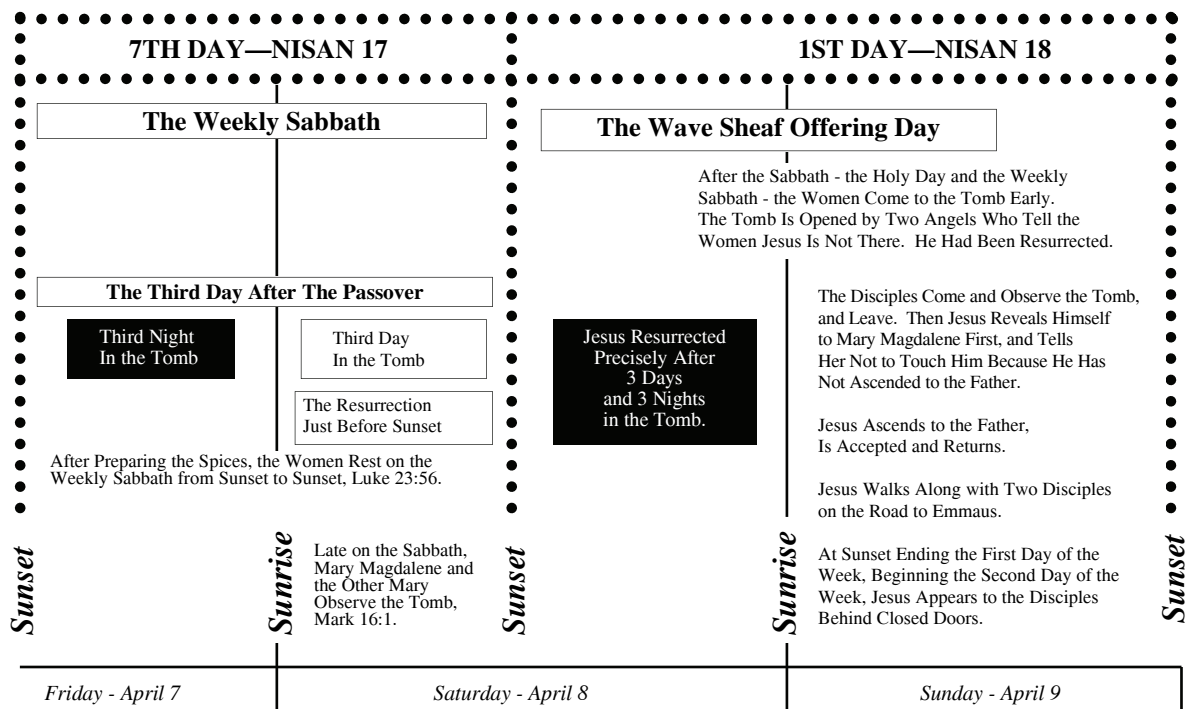 7TH DAY—NISAN 17
1ST DAY—NISAN 18
The Weekly Sabbath
The Wave Sheaf Offering Day
After the Sabbath - the Holy Day and the Weekly
Sabbath - the Women Come to the Tomb Early.
The Tomb Is Opened by Two Angels Who Tell the
Women Jesus Is Not There. He Had Been Resurrected.
The Third Day After The Passover
Third Night
In the Tomb
Third Day
In the Tomb
The Resurrection
Just Before Sunset
After Preparing the Spices, the Women Rest on the
Weekly Sabbath from Sunset to Sunset, Luke 23:56.
Jesus Resurrected
Precisely After
3 Days
and 3 Nights
in the Tomb.
The Disciples Come and Observe the Tomb,
and Leave. Then Jesus Reveals Himself
to Mary Magdalene First, and Tells
Her Not to Touch Him Because He Has
Not Ascended to the Father.
Jesus Ascends to the Father,
Is Accepted and Returns.
Jesus Walks Along with Two Disciples
on the Road to Emmaus.
Sunset
Sunrise
Late on the Sabbath,
Mary Magdalene and
the Other Mary
Observe the Tomb,
Mark 16:1.
Sunset
Sunrise
At Sunset Ending the First Day of the
Week, Beginning the Second Day of the
Week, Jesus Appears to the Disciples
Behind Closed Doors.
Sunset
Friday - April 7
Saturday - April 8
Sunday - April 9